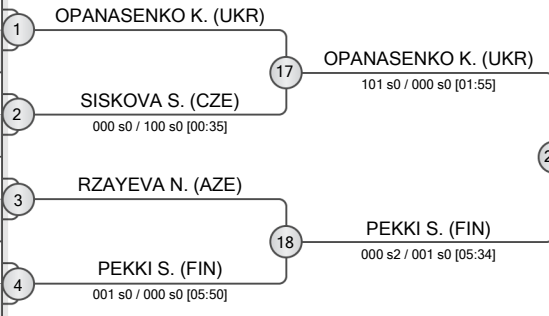 OPANASENKO K. (UKR)
1
17
OPANASENKO K. (UKR)
101 s0 / 000 s0 [01:55]
SISKOVA S. (CZE)
2
000 s0 / 100 s0 [00:35]
RZAYEVA N. (AZE)
3
18
PEKKI S. (FIN)
000 s2 / 001 s0 [05:34]
PEKKI S. (FIN)
4
001 s0 / 000 s0 [05:50]